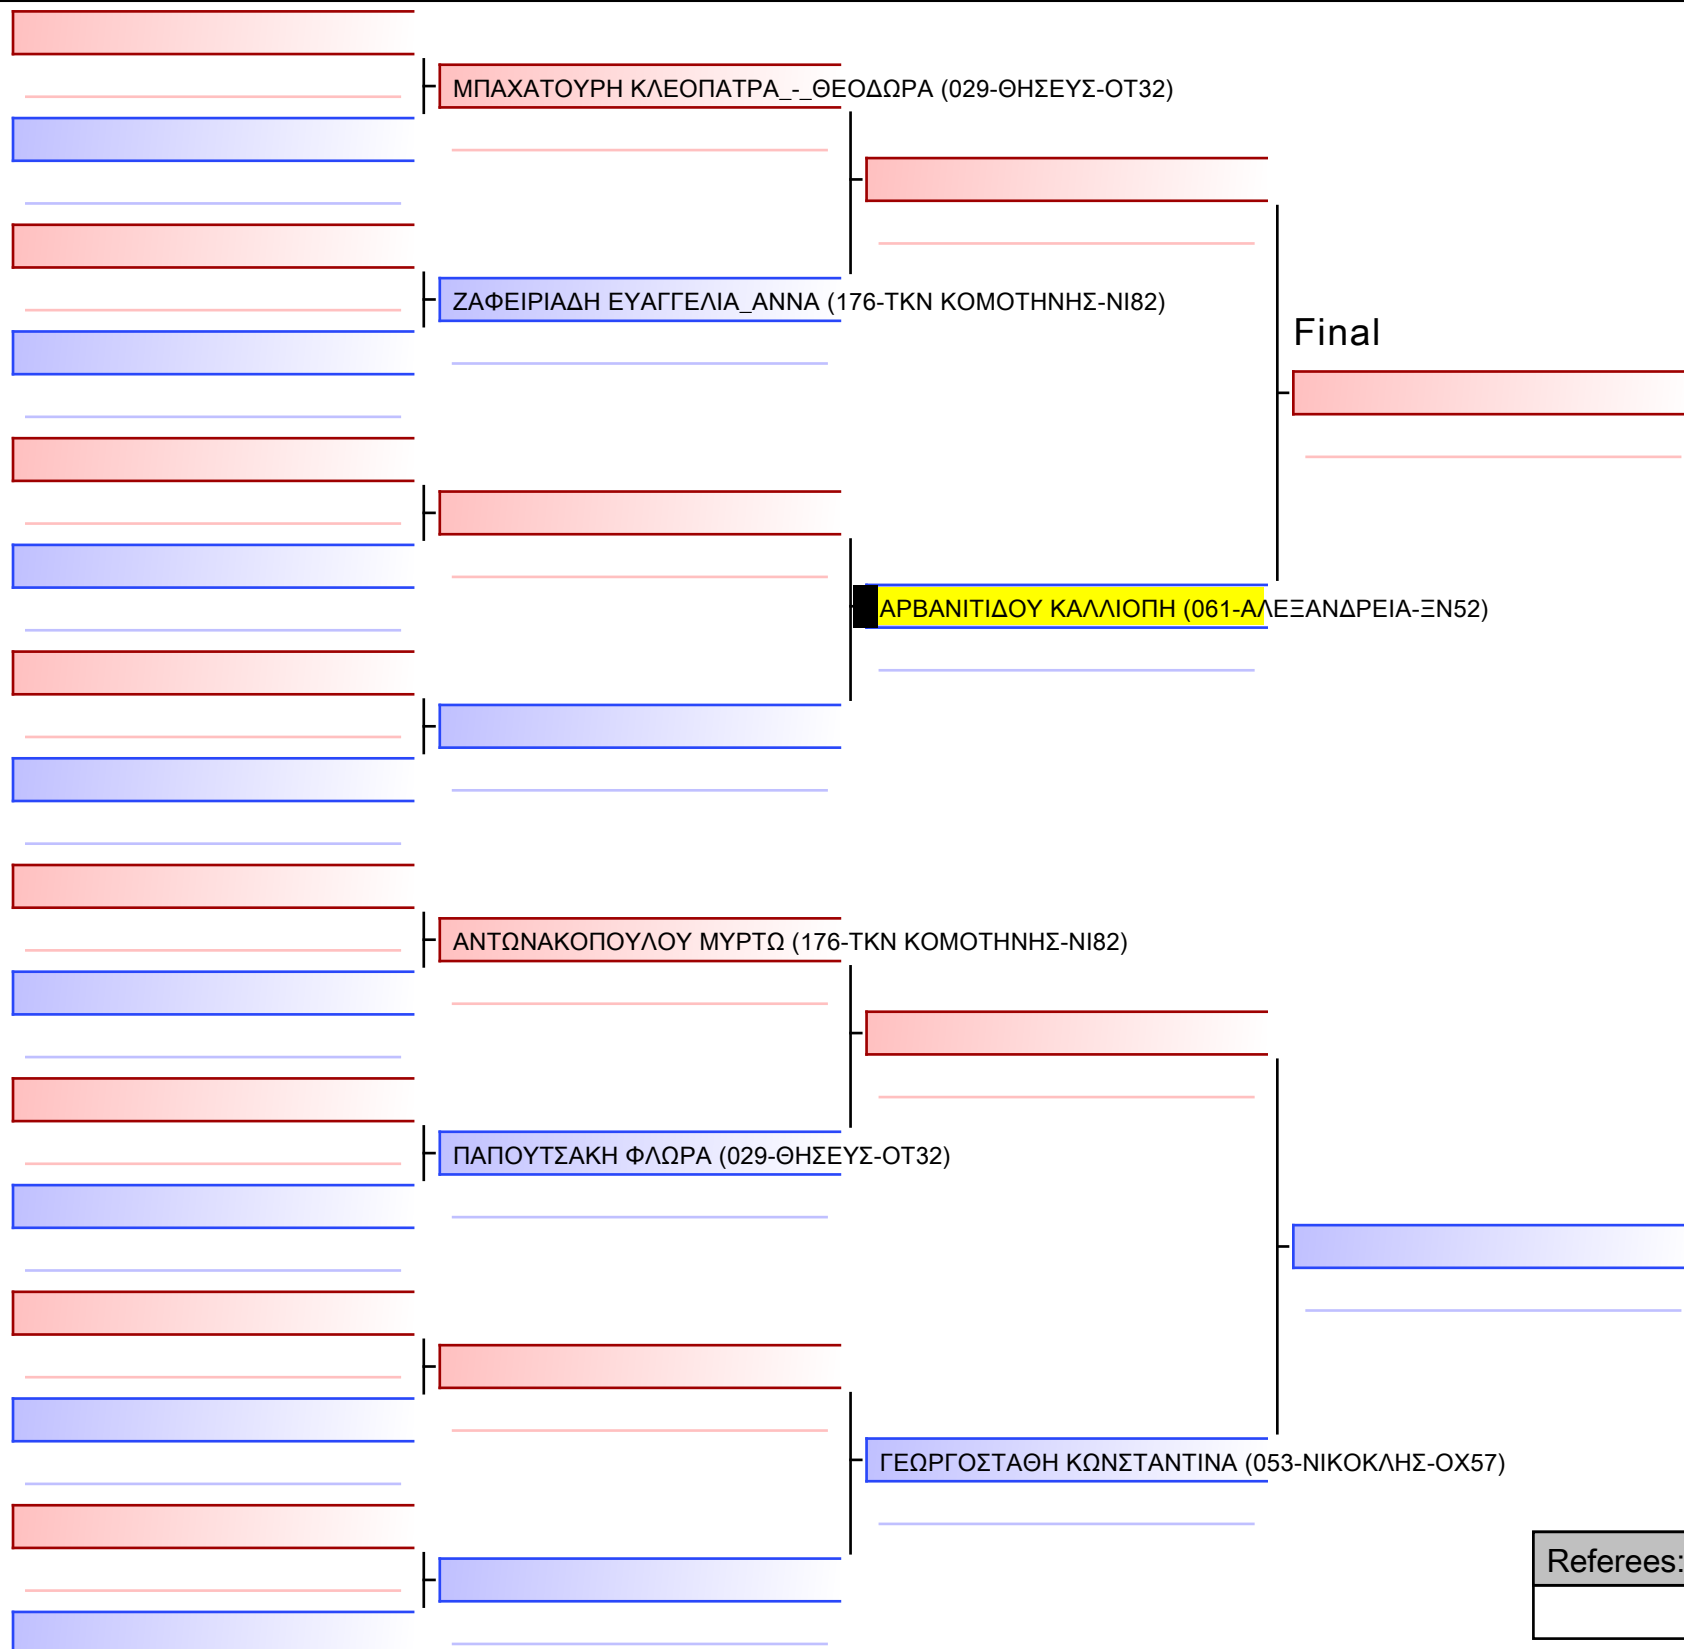 ΜΠΑΧΑΤΟΥΡΗ ΚΛΕΟΠΑΤΡΑ_-_ΘΕΟΔΩΡΑ (029-ΘΗΣΕΥΣ-ΟΤ32)
ΖΑΦΕΙΡΙΑΔΗ ΕΥΑΓΓΕΛΙΑ_ΑΝΝΑ (176-ΤΚΝ ΚΟΜΟΤΗΝΗΣ-ΝΙ82)
Final
ΑΡΒΑΝΙΤΙΔΟΥ ΚΑΛΛΙΟΠΗ (061-ΑΛΕΞΑΝΔΡΕΙΑ-ΞΝ52)
ΑΝΤΩΝΑΚΟΠΟΥΛΟΥ ΜΥΡΤΩ (176-ΤΚΝ ΚΟΜΟΤΗΝΗΣ-ΝΙ82)
ΠΑΠΟΥΤΣΑΚΗ ΦΛΩΡΑ (029-ΘΗΣΕΥΣ-ΟΤ32)
ΓΕΩΡΓΟΣΤΑΘΗ ΚΩΝΣΤΑΝΤΙΝΑ (053-ΝΙΚΟΚΛΗΣ-ΟΧ57)
Referees: